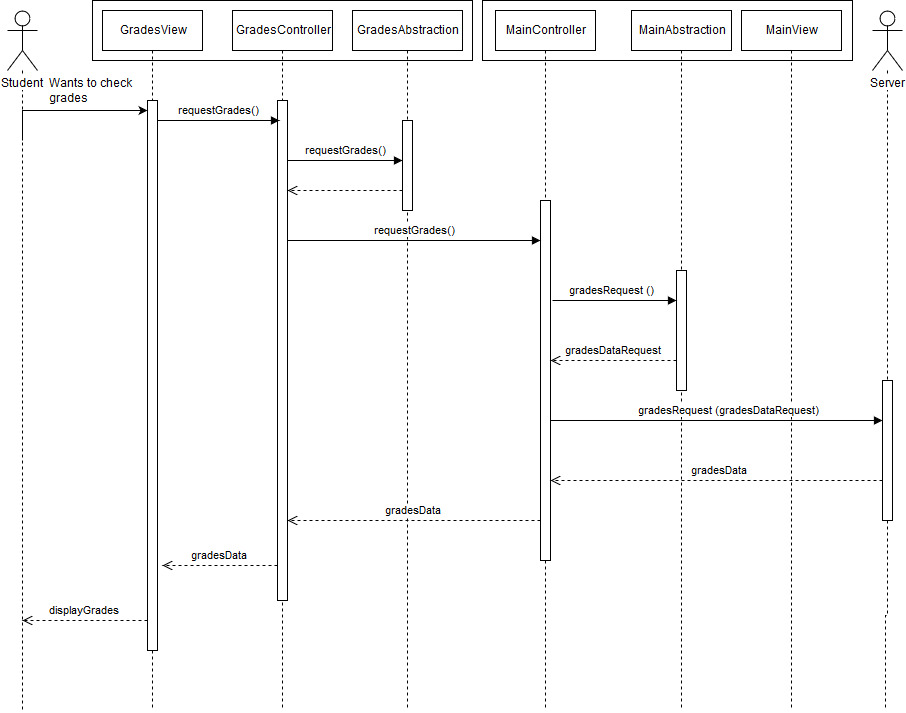 GradesView
GradesController
GradesAbstraction
MainController
MainAbstraction
MainView
Student
Wants to check
grades
Server
requestGrades()
requestGrades()
requestGrades()
gradesRequest ()
gradesDataRequest
gradesRequest (gradesDataRequest)
gradesData
gradesData
gradesData
displayGrades